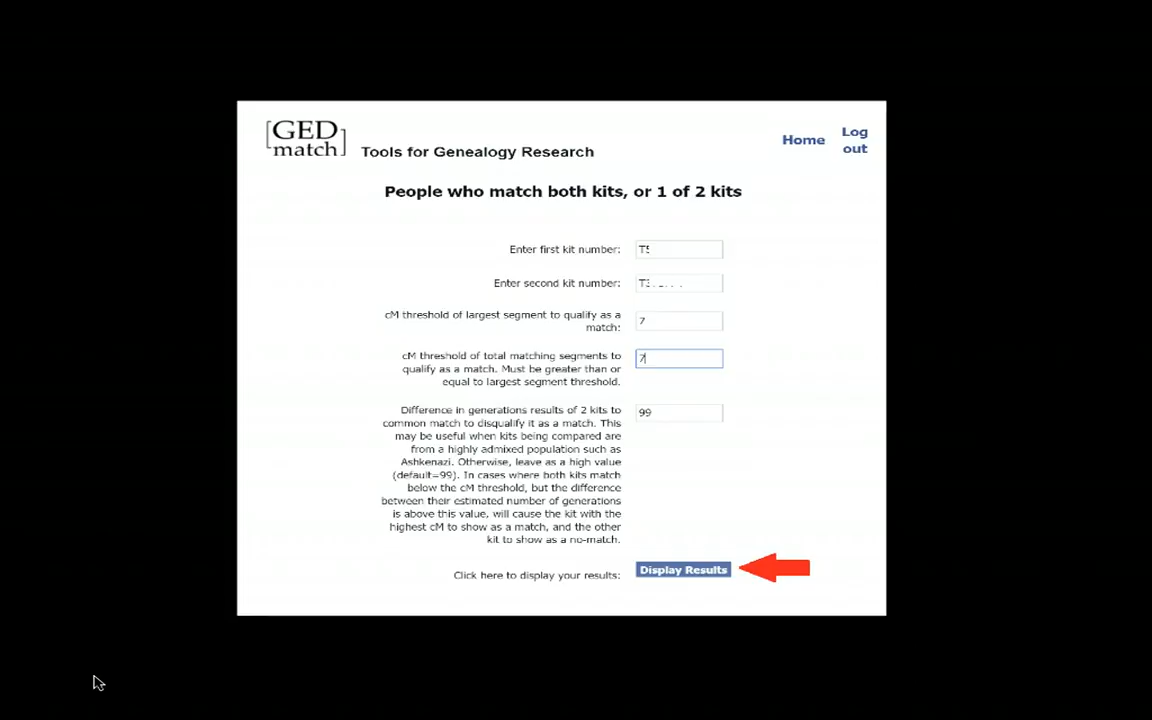 [GED
match]
Tools for Genealogy Research
Home
Log
out
People who match both kits, or 1 of 2 kits
Enter first kit number:
Enter second kit number:
cM threshold of largest segment to qualify as a
match:
7
cM threshold of total matching segments to
qualify as a match. Must be greater than or
equal to largest segment threshold.
7
Difference in generations results of 2 kits to
common match to disqualify it as a match. This
may be useful when kits being compared are
from a highly admixed population such as
Ashkenazi. Otherwise, leave as a high value
(default=99). In cases where both kits match
below the cM threshold, but the difference
between their estimated number of generations
is above this value, will cause the kit with the
highest cM to show as a match, and the other
kit to show as a no-match.
99
Click here to display your results:
Display Results